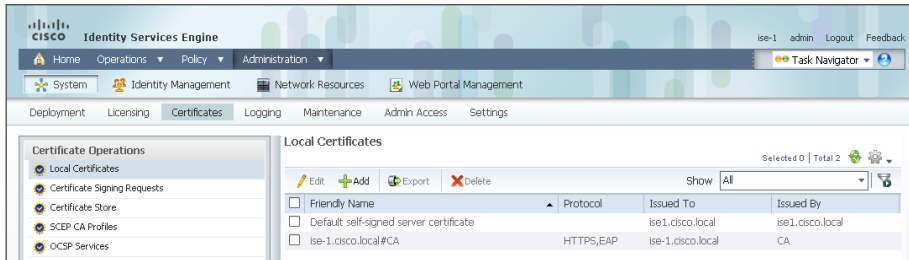 CISCO Identity Services Engine
ise-1 admin Logout Feedback
Home Operations ▼ Policy ▼ Administration ▼
Task Navigator ▼ ?
System Identity Management Network Resources Web Portal Management
Deployment Licensing Certificates Logging Maintenance Admin Access Settings
Certificate Operations
Local Certificates
Certificate Signing Requests
Certificate Store
SCEP CA Profiles
OCSP Services
Local Certificates
Selected 0 | Total 2
Edit Add Export Delete
Show All
Friendly Name Protocol Issued To Issued By
Default self-signed server certificate ise1.cisco.local ise1.cisco.local
ise-1.cisco.local#CA HTTPS,EAP ise-1.cisco.local CA